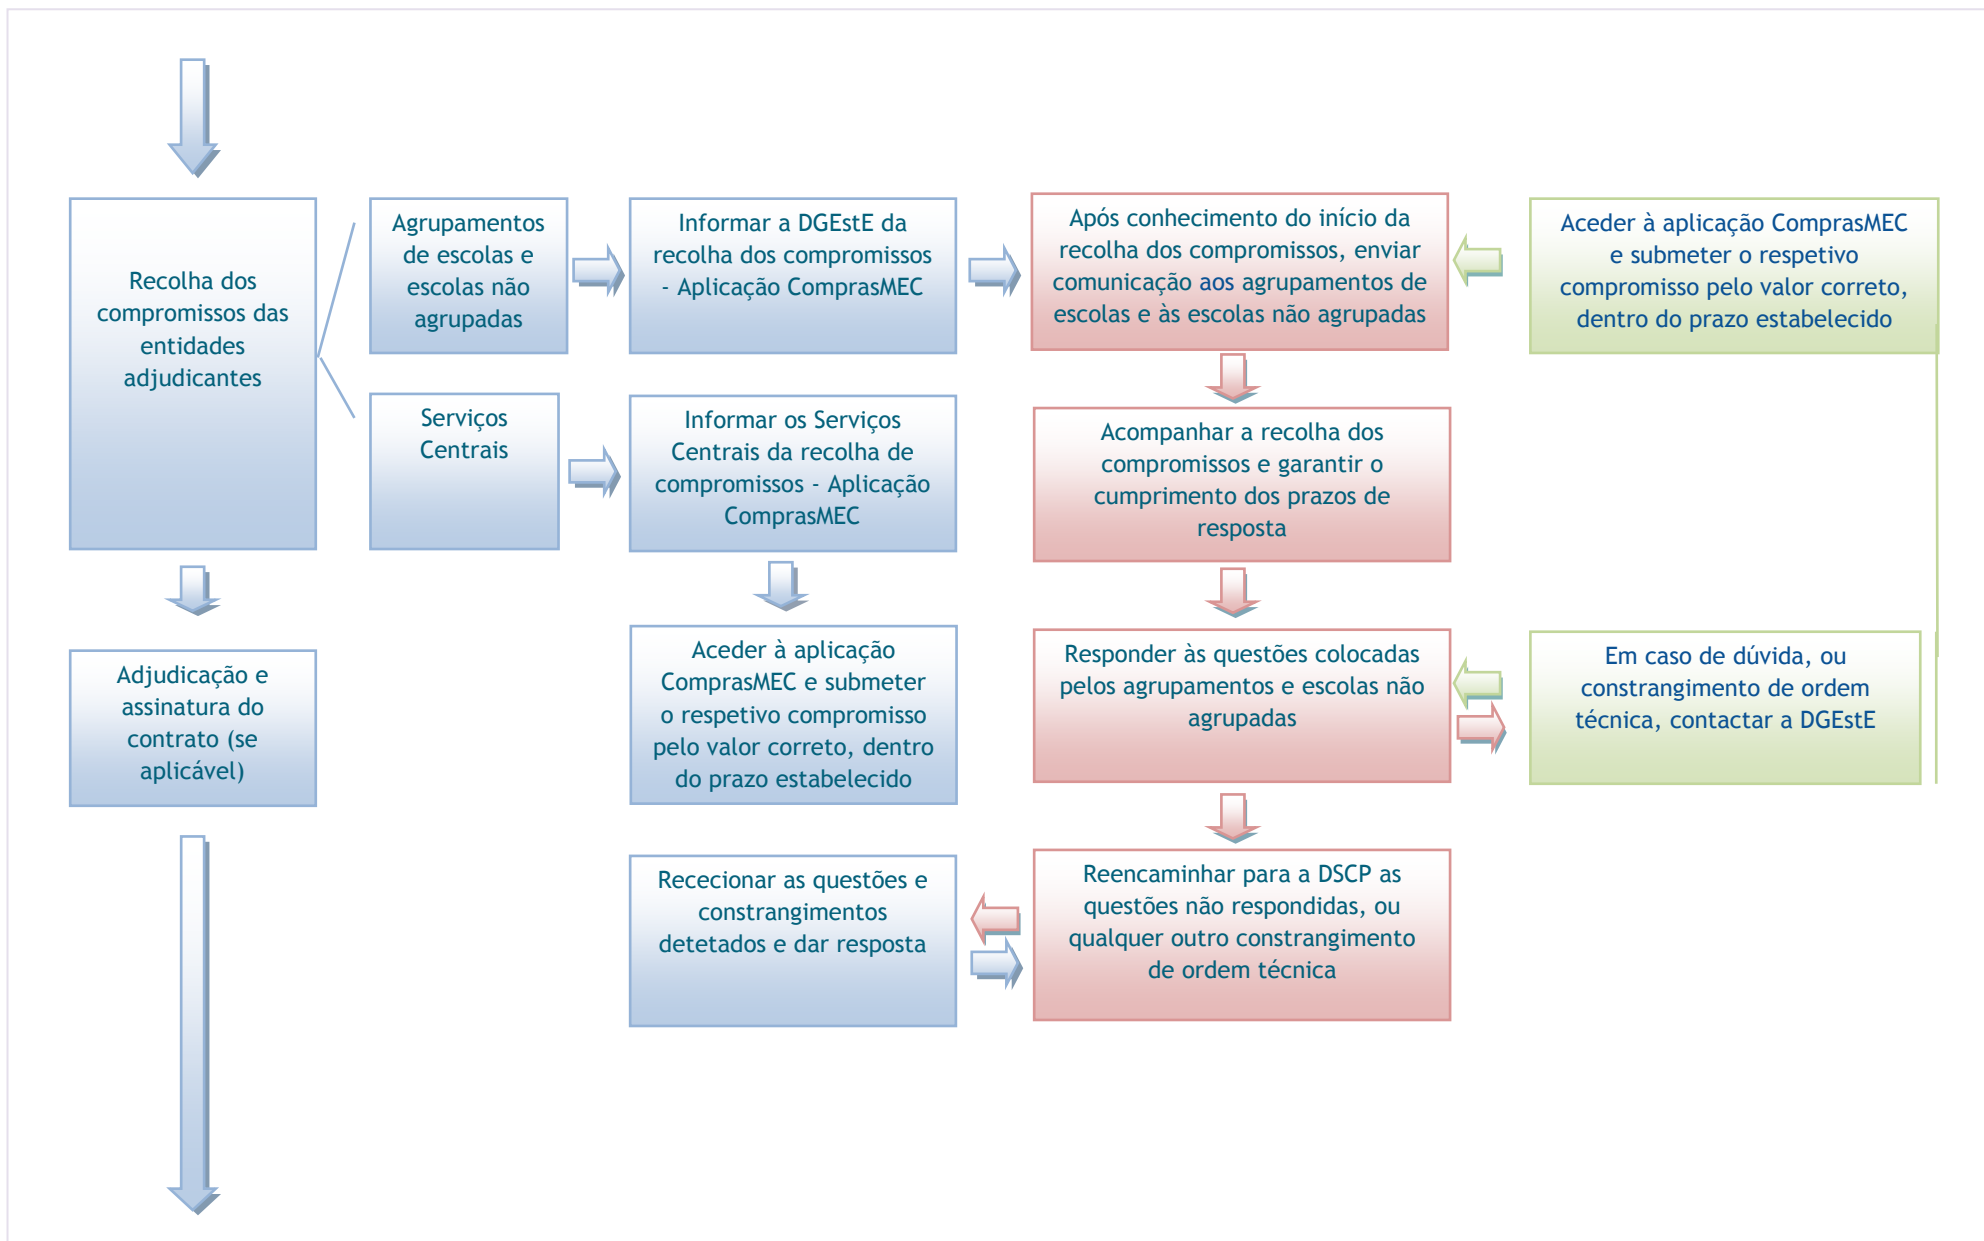 Recolha dos
compromissos das
entidades
adjudicantes
Agrupamentos
de escolas e
escolas não
agrupadas
Informar a DGEstE da
recolha dos compromissos
- Aplicação ComprasMEC
Após conhecimento do início da
recolha dos compromissos, enviar
comunicação aos agrupamentos de
escolas e às escolas não agrupadas
Aceder à aplicação ComprasMEC
e submeter o respetivo
compromisso pelo valor correto,
dentro do prazo estabelecido
Serviços
Centrais
Informar os Serviços
Centrais da recolha de
compromissos - Aplicação
ComprasMEC
Acompanhar a recolha dos
compromissos e garantir o
cumprimento dos prazos de
resposta
Adjudicação e
assinatura do
contrato (se
aplicável)
Aceder à aplicação
ComprasMEC e submeter
o respetivo compromisso
pelo valor correto, dentro
do prazo estabelecido
Responder às questões colocadas
pelos agrupamentos e escolas não
agrupadas
Em caso de dúvida, ou
constrangimento de ordem
técnica, contactar a DGEstE
Rececionar as questões e
constrangimentos
detetados e dar resposta
Reencaminhar para a DSCP as
questões não respondidas, ou
qualquer outro constrangimento
de ordem técnica